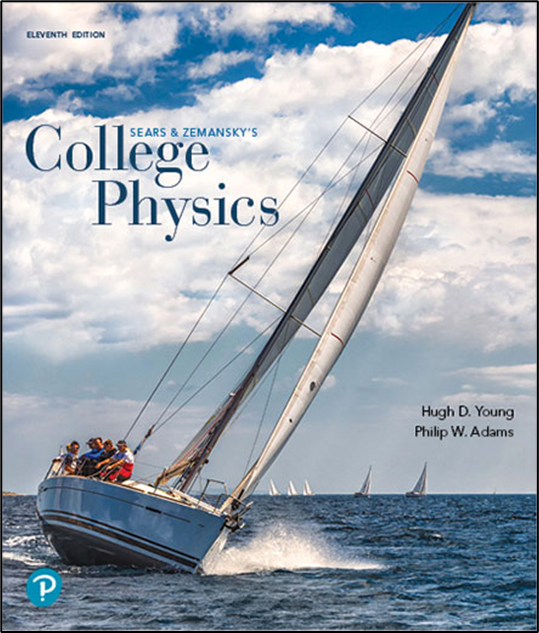 ELEVENTH EDITION
SEARS & ZEMANSKY'S
College
Physics
Hugh D. Young
Philip W. Adams
P